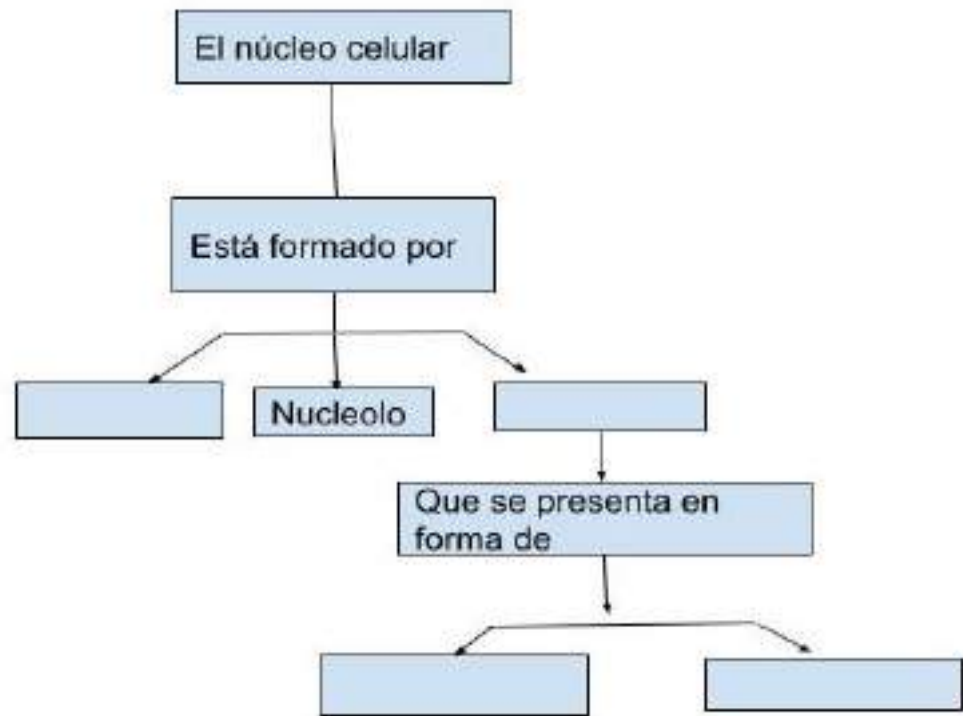 El núcleo celular
Está formado por
Nucleolo
Que se presenta en
forma de